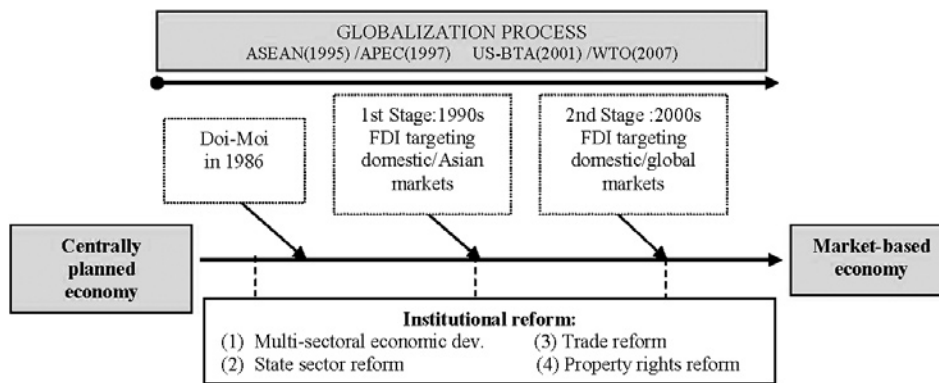 GLOBALIZATION PROCESS
ASEAN(1995) /APEC(1997) US-BTA(2001) /WTO(2007)
Doi-Moi
in 1986
1st Stage:1990s
FDI targeting
domestic/Asian
markets
2nd Stage :2000s
FDI targeting
domestic/global
markets
Centrally
planned
economy
Market-based
economy
Institutional reform:
(1) Multi-sectoral economic dev.
(2) State sector reform
(3) Trade reform
(4) Property rights reform